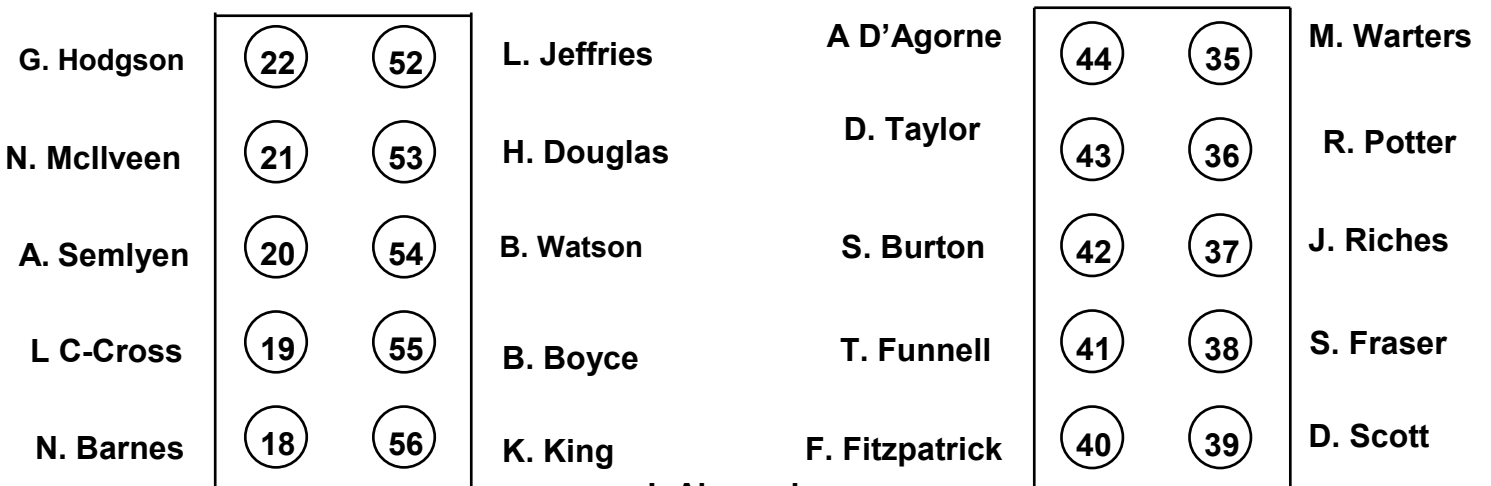 G. Hodgson 22 52 L. Jeffries A D’Agorne 44 35 M. Warters
N. McIlveen 21 53 H. Douglas D. Taylor 43 36 R. Potter
A. Semlyen 20 54 B. Watson S. Burton 42 37 J. Riches
L C-Cross 19 55 B. Boyce T. Funnell 41 38 S. Fraser
N. Barnes 18 56 K. King F. Fitzpatrick 40 39 D. Scott